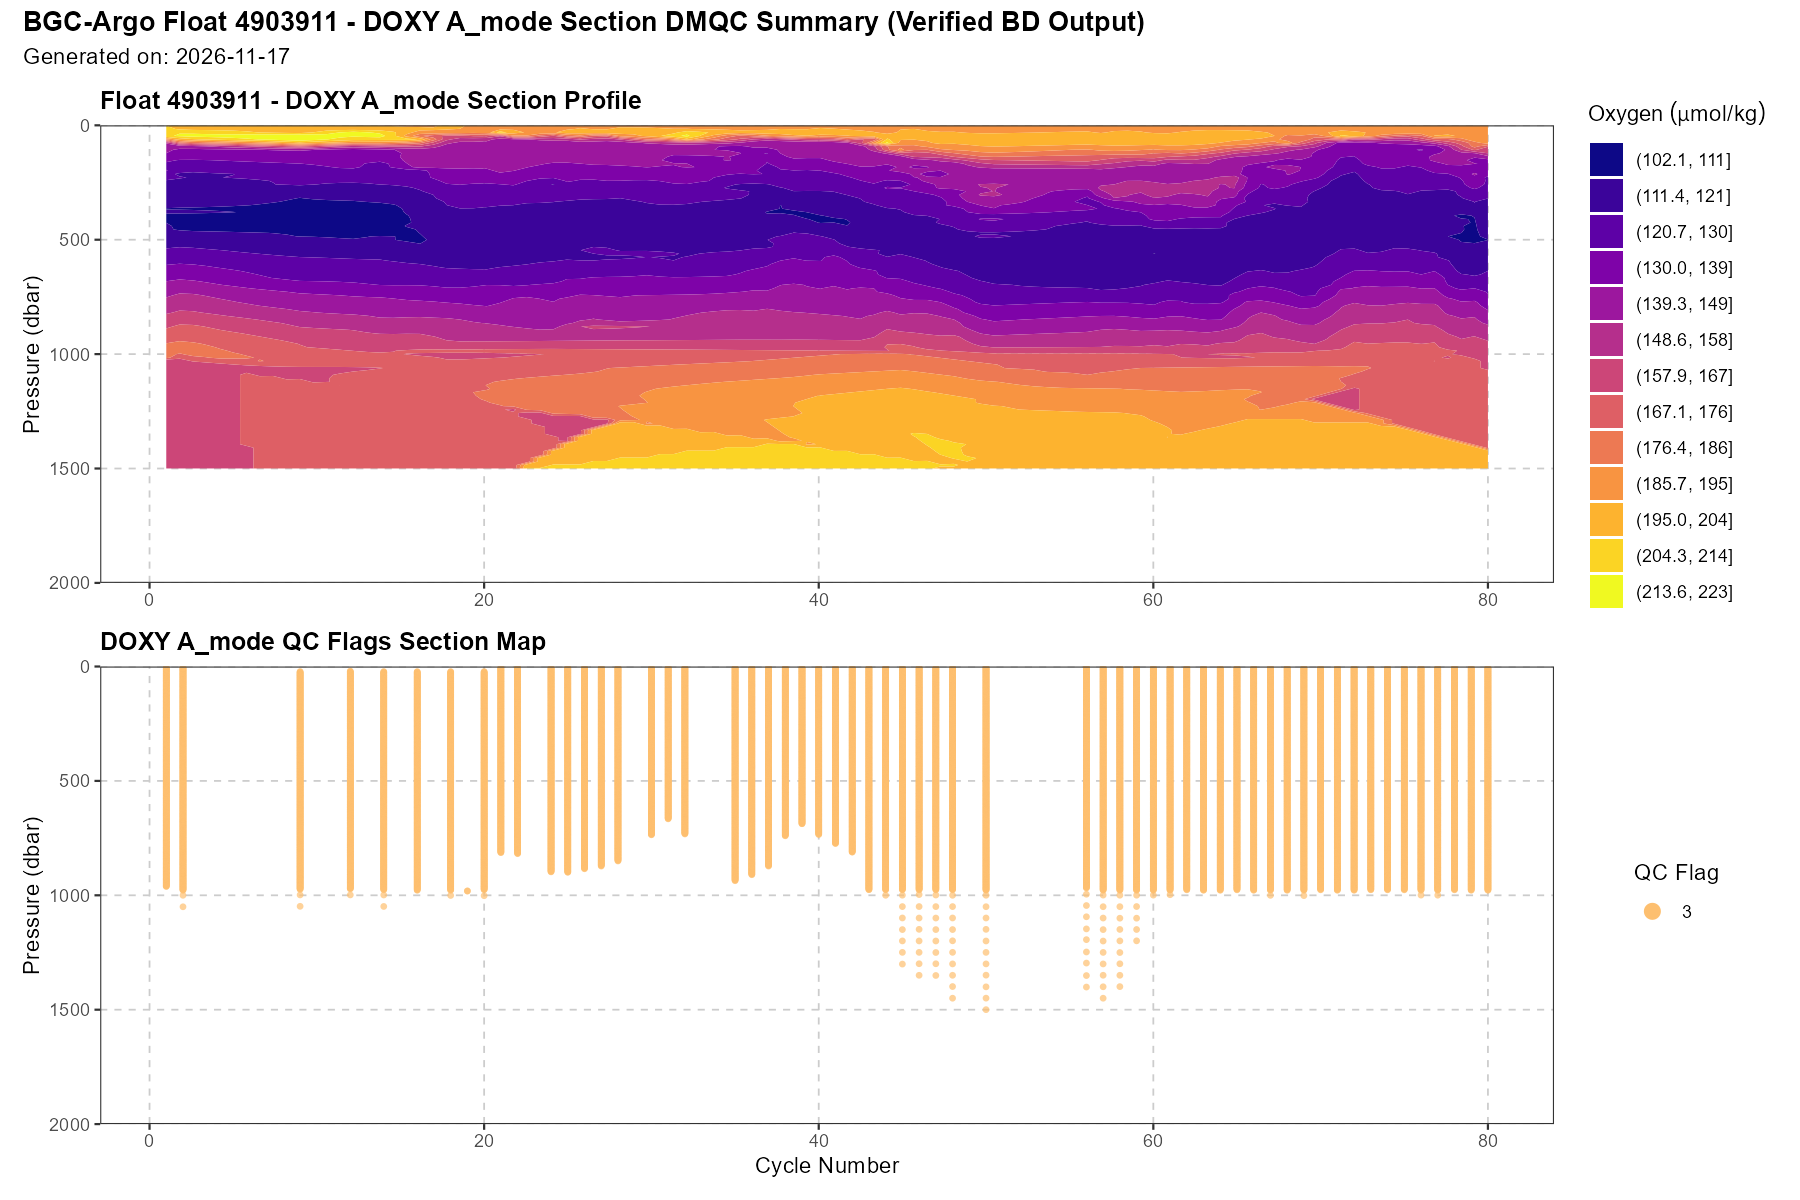 BGC-Argo Float 4903911 - DOXY A_mode Section DMQC Summary (Verified BD Output)
Generated on: 2026-11-17
Float 4903911 - DOXY A_mode Section Profile
Pressure (dbar)
0
500
1000
1500
2000
0 20 40 60 80
Oxygen (μmol/kg)
(102.1, 111]
(111.4, 121]
(120.7, 130]
(130.0, 139]
(139.3, 149]
(148.6, 158]
(157.9, 167]
(167.1, 176]
(176.4, 186]
(185.7, 195]
(195.0, 204]
(204.3, 214]
(213.6, 223]
DOXY A_mode QC Flags Section Map
Pressure (dbar)
0
500
1000
1500
2000
0 20 40 60 80
Cycle Number
QC Flag
3